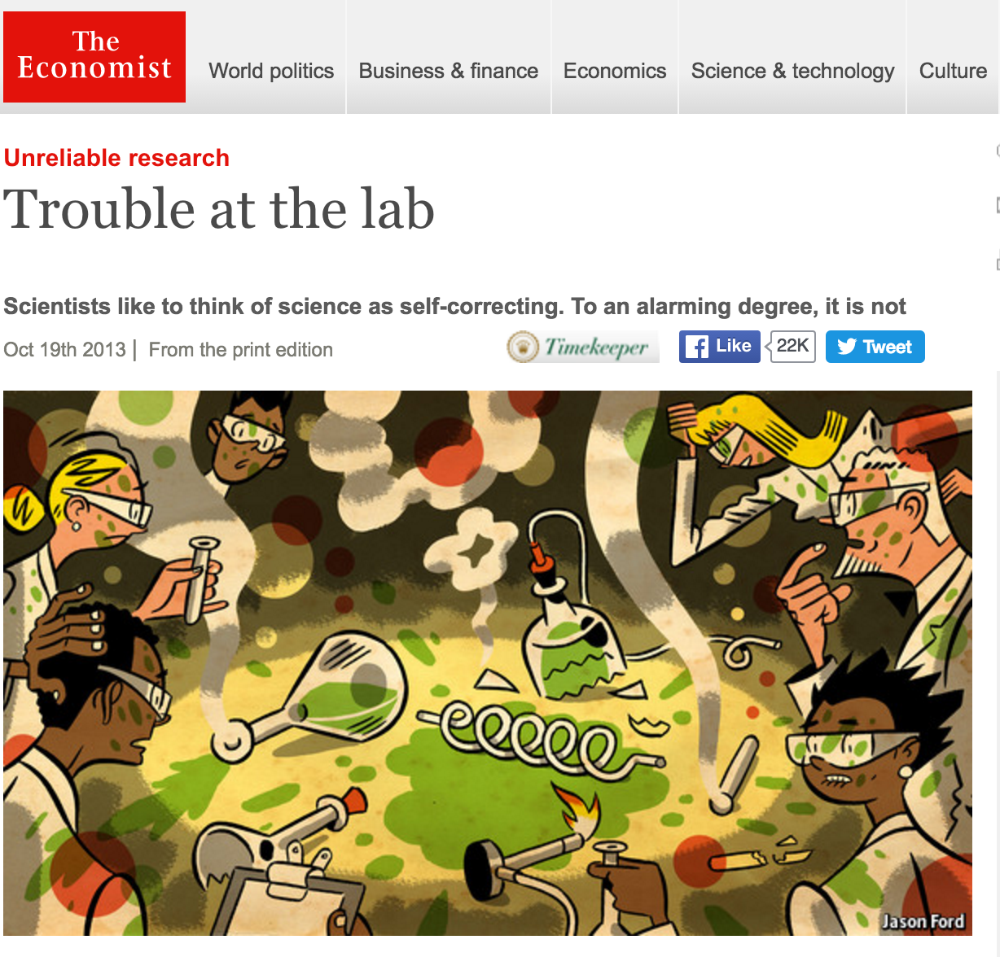 The
Economist
World politics
Business & finance
Economics
Science & technology
Culture
Unreliable research
Trouble at the lab
Scientists like to think of science as self-correcting. To an alarming degree, it is not
Oct 19th 2013 | From the print edition
Timekeeper
Like
22K
Tweet
Jason Ford